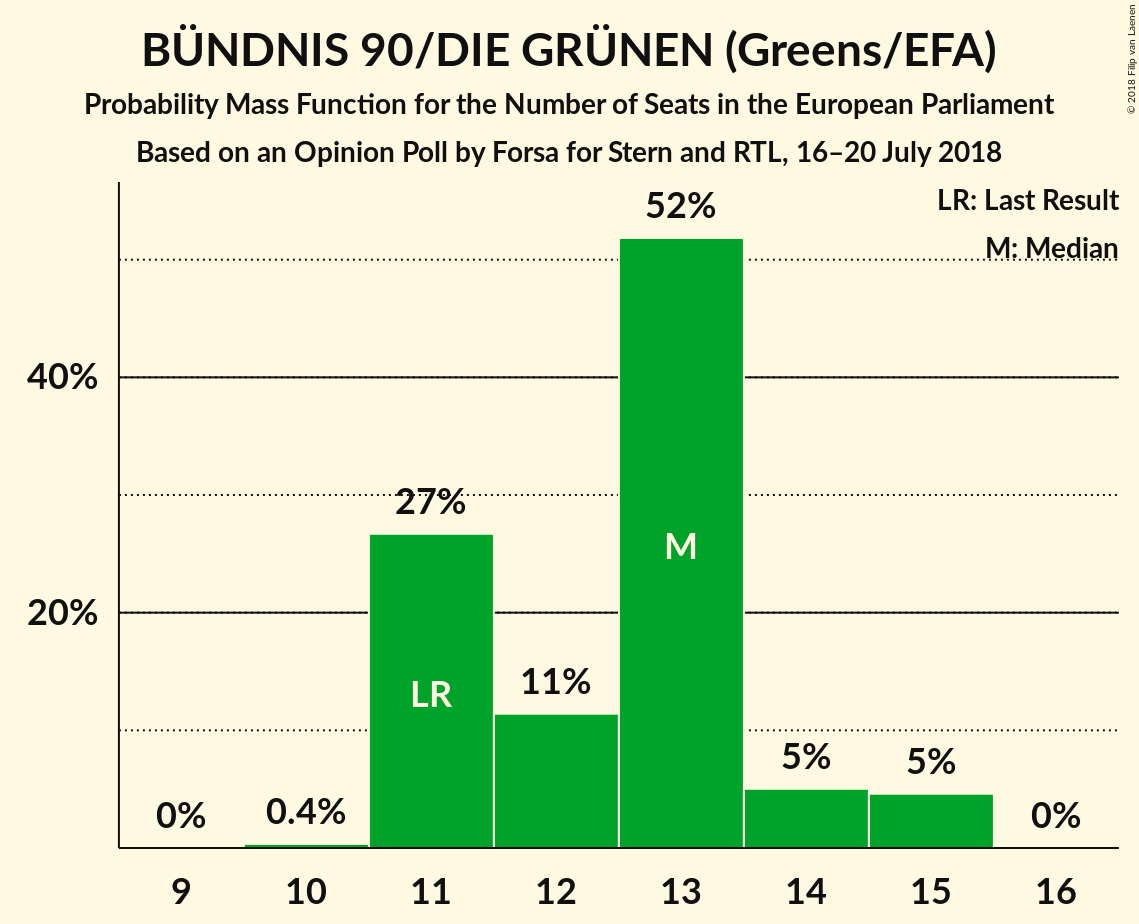 BÜNDNIS 90/DIE GRÜNEN (Greens/EFA)
Probability Mass Function for the Number of Seats in the European Parliament
Based on an Opinion Poll by Forsa for Stern and RTL, 16–20 July 2018
© 2018 Filip van Laenen
LR: Last Result
M: Median
52%
40%
27%
M
20%
LR
11%
5%
5%
0%
0.4%
0%
9 10 11 12 13 14 15 16